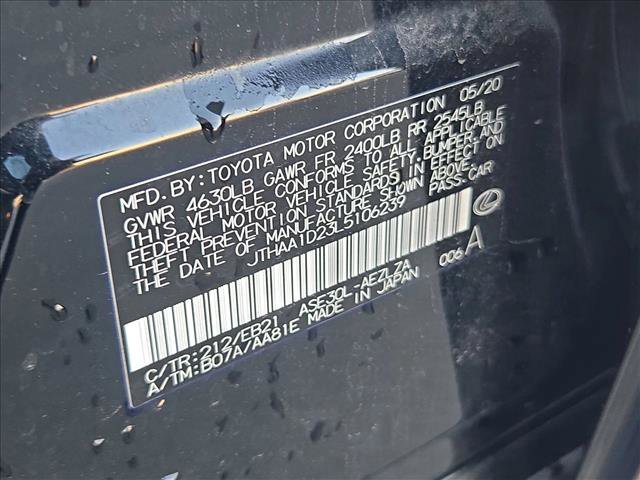 MFD. BY: TOYOTA MOTOR CORPORATION 05/20
GVWR 4630LB GAWR FR 2400LB RR 2545LB
THIS VEHICLE CONFORMS TO ALL APPLICABLE
FEDERAL MOTOR VEHICLE SAFETY, BUMPER, AND
THEFT PREVENTION STANDARDS IN EFFECT ON
THE DATE OF MANUFACTURE SHOWN ABOVE.
JTHAA1D23L5106239 PASS-CAR
C/TR: 212/EB21 ASE30L-AEZLZA 006 A
A/TM: B07A/AA81E MADE IN JAPAN